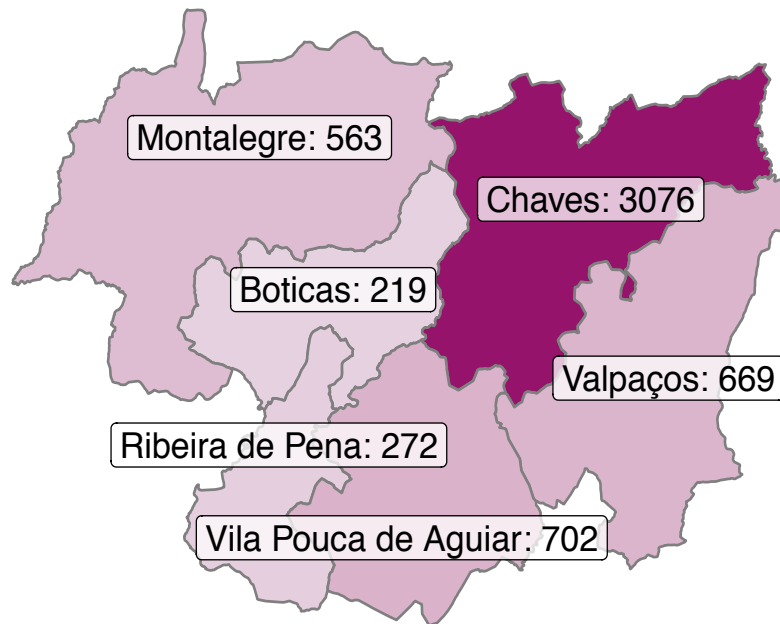 Montalegre: 563
Chaves: 3076
Boticas: 219
Valpaços: 669
Ribeira de Pena: 272
Vila Pouca de Aguiar: 702